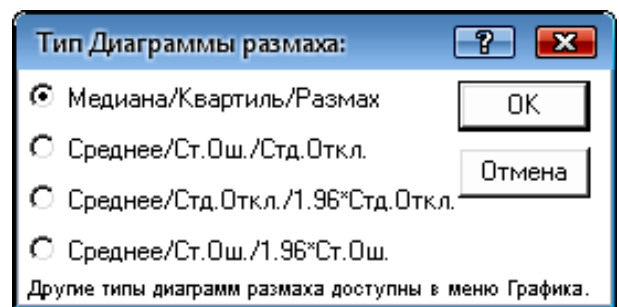 Тип Диаграммы размаха:
?
Медиана/Квартиль/Размах
OK
Среднее/Ст.Ош./Стд.Откл.
Отмена
Среднее/Стд.Откл./1.96*Стд.Откл.
Среднее/Ст.Ош./1.96*Ст.Ош.
Другие типы диаграмм размаха доступны в меню Графика.